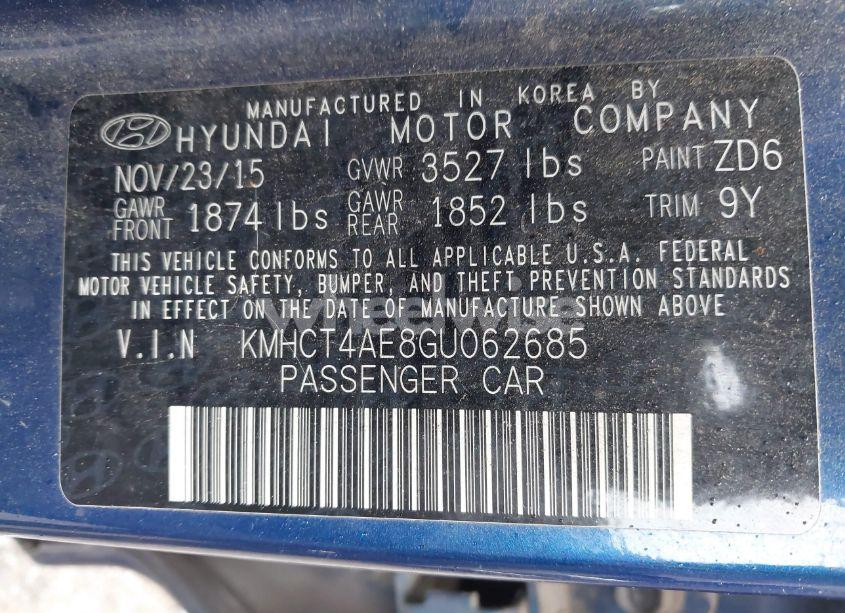 MANUFACTURED IN KOREA BY
HYUNDAI MOTOR COMPANY
NOV/23/15 GVWR 3527 lbs PAINT ZD6
GAWR FRONT 1874 lbs GAWR REAR 1852 lbs TRIM 9Y
THIS VEHICLE CONFORMS TO ALL APPLICABLE U.S.A. FEDERAL
MOTOR VEHICLE SAFETY, BUMPER, AND THEFT PREVENTION STANDARDS
IN EFFECT ON THE DATE OF MANUFACTURE SHOWN ABOVE
wheelwise
V.I.N KMHCT4AE8GU062685
PASSENGER CAR